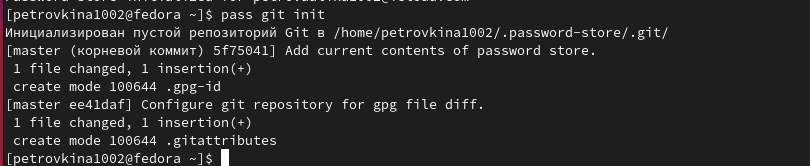 [petrovkina1002@fedora ~]$ pass git init
Инициализирован пустой репозиторий Git в /home/petrovkina1002/.password-store/.git/
[master (корневой коммит) 5f75041] Add current contents of password store.
1 file changed, 1 insertion(+)
create mode 100644 .gpg-id
[master ee41daf] Configure git repository for gpg file diff.
1 file changed, 1 insertion(+)
create mode 100644 .gitattributes
[petrovkina1002@fedora ~]$